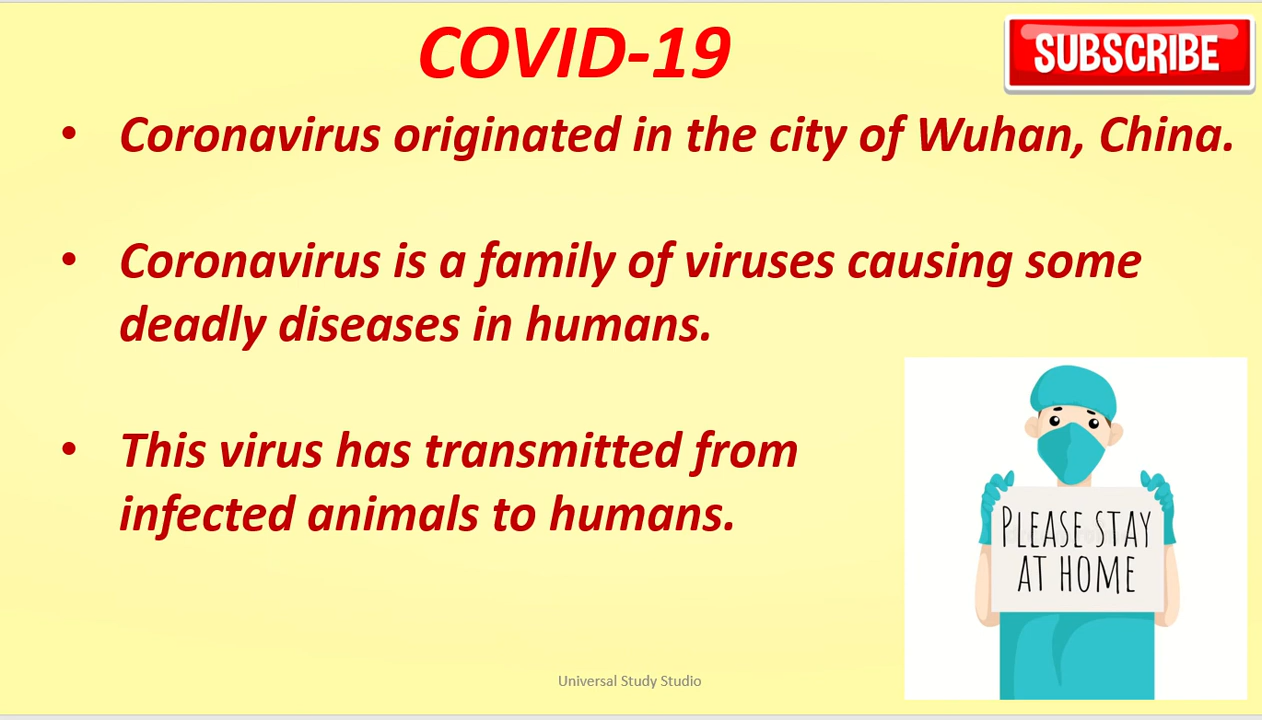 COVID-19
SUBSCRIBE
• Coronavirus originated in the city of Wuhan, China.
• Coronavirus is a family of viruses causing some
deadly diseases in humans.
• This virus has transmitted from
infected animals to humans.
PLEASE STAY
AT HOME
Universal Study Studio